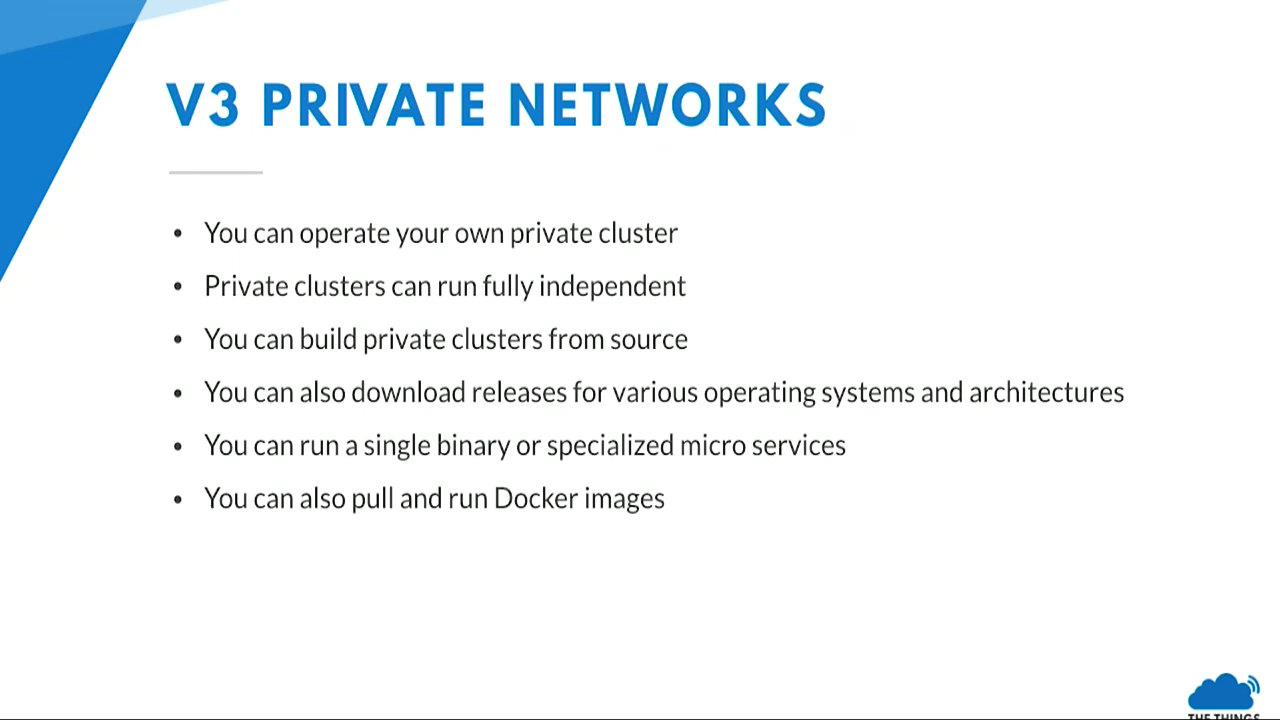 V3 PRIVATE NETWORKS
• You can operate your own private cluster
• Private clusters can run fully independent
• You can build private clusters from source
• You can also download releases for various operating systems and architectures
• You can run a single binary or specialized micro services
• You can also pull and run Docker images
THE THINGS